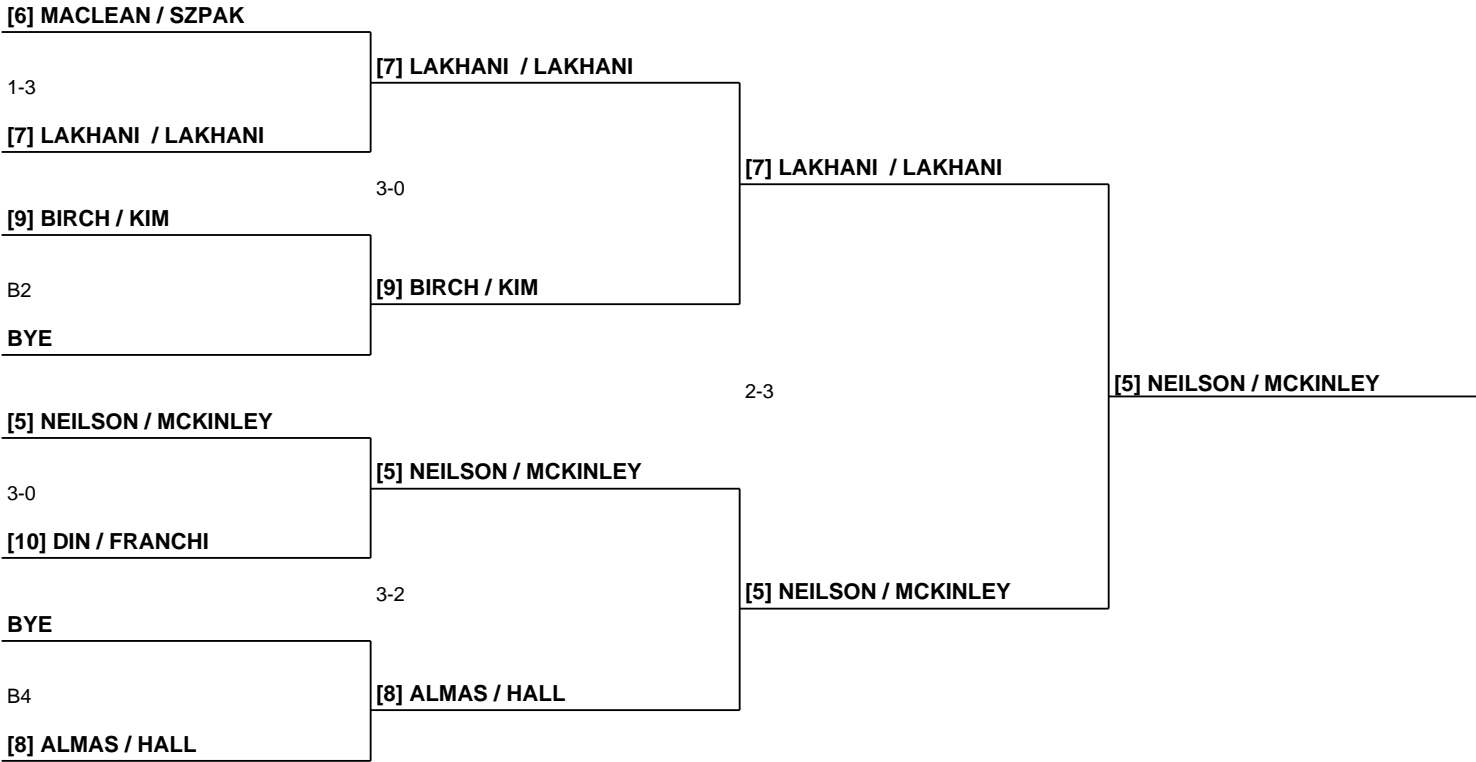 [6] MACLEAN / SZPAK
[7] LAKHANI  / LAKHANI
1-3
[7] LAKHANI  / LAKHANI
[7] LAKHANI  / LAKHANI
3-0
[9] BIRCH / KIM
B2
[9] BIRCH / KIM
BYE
2-3
[5] NEILSON / MCKINLEY
[5] NEILSON / MCKINLEY
[5] NEILSON / MCKINLEY
3-0
[10] DIN / FRANCHI
3-2
[5] NEILSON / MCKINLEY
BYE
B4
[8] ALMAS / HALL
[8] ALMAS / HALL